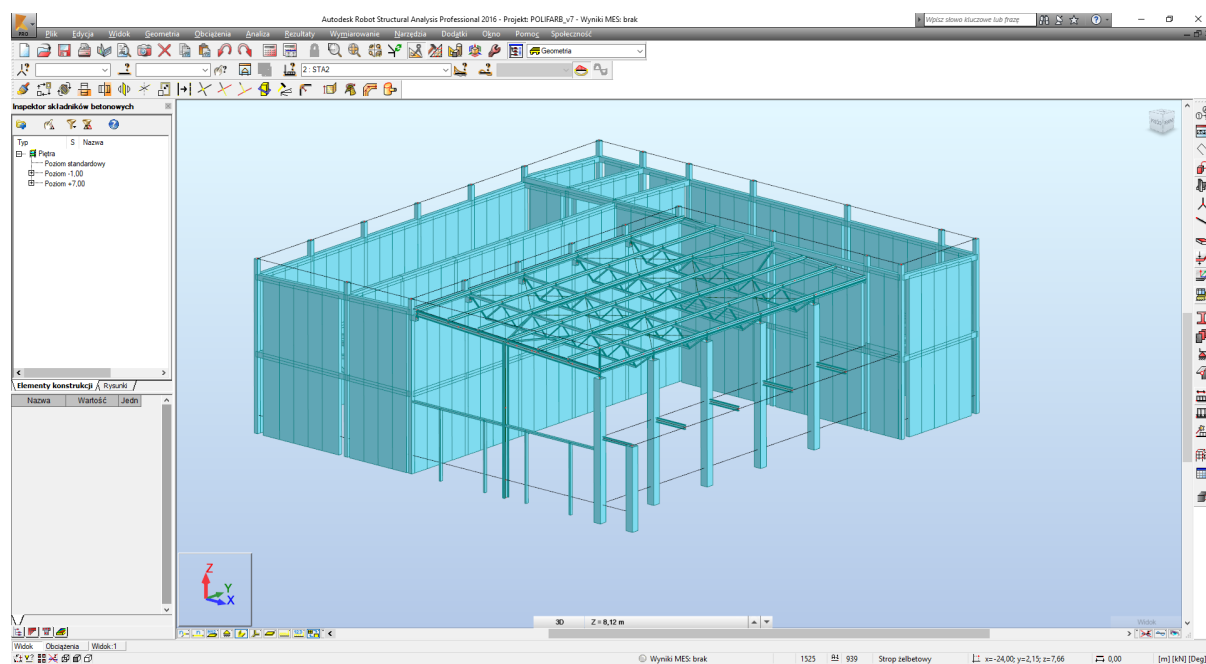 Autodesk Robot Structural Analysis Professional 2016 - Projekt: POLIFARB_v7 - Wyniki MES: brak
Wpisz słowo kluczowe lub frazę
PRO Plik Edycja Widok Geometria Obciążenia Analiza Rezultaty Wymiarowanie Narzędzia Dodatki Okno Pomoc Społeczność
Geometria
2 : STA2
Inspektor składników betonowych
Typ S Nazwa
Piętra
Poziom standardowy
Poziom -1,00
Poziom +7,00
Elementy konstrukcji Rysunki
Nazwa Wartość Jedn
Z
Y
X
3D Z = 8,12 m
Widok
Widok Obciążenia Widok:1
Wyniki MES: brak 1525 939 Strop żelbetowy x=-24,00; y=2,15; z=7,66 0,00 [m] [kN] [Deg]